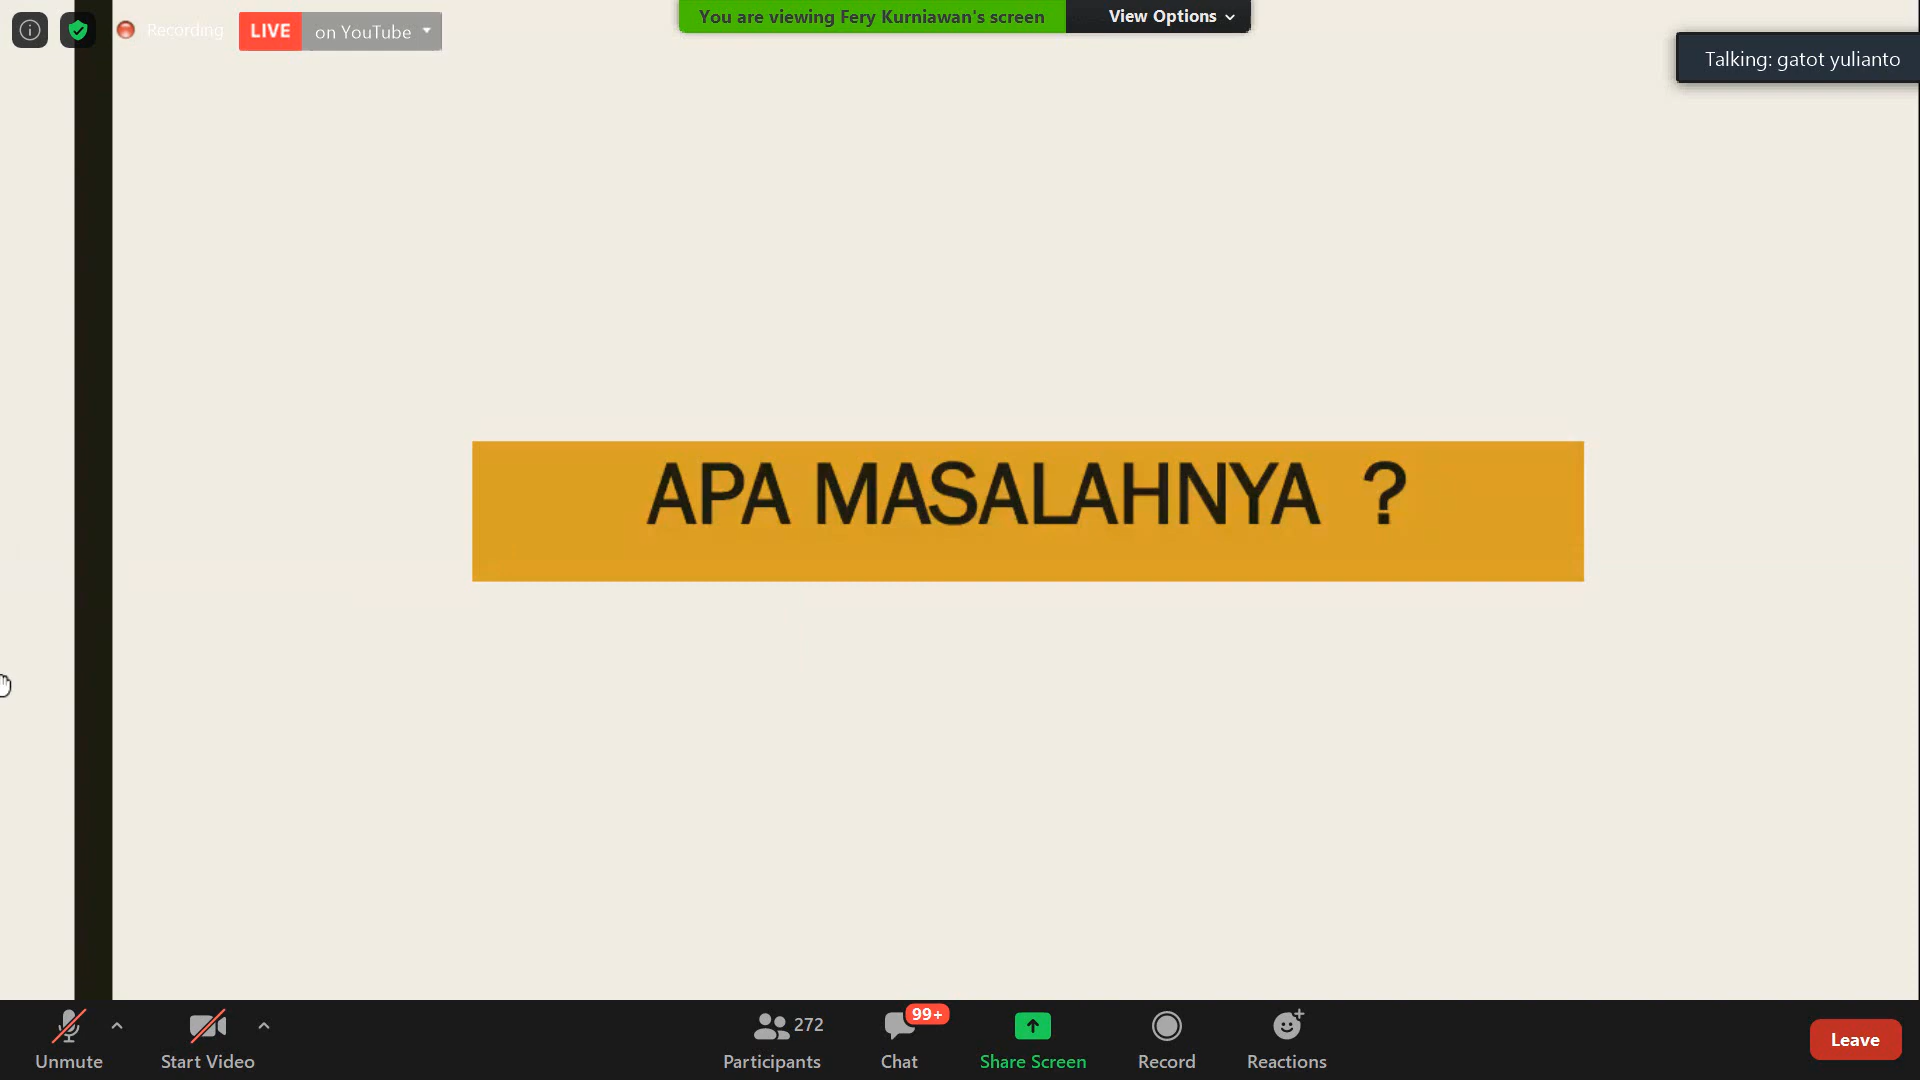 Recording
LIVE on YouTube
You are viewing Fery Kurniawan's screen
View Options
Talking: gatot yulianto
APA MASALAHNYA ?
Unmute
Start Video
272
Participants
99+
Chat
Share Screen
Record
Reactions
Leave